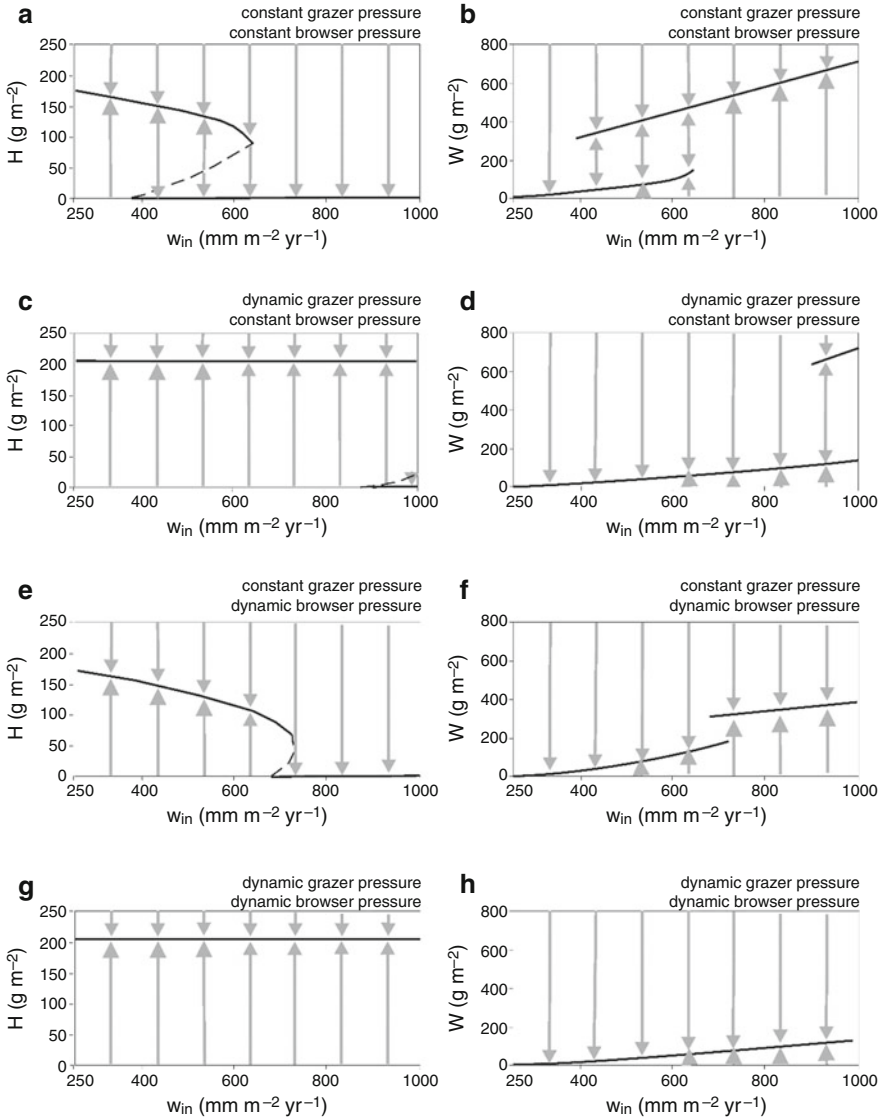 a
constant grazer pressure
constant browser pressure
H (g m−2)
250
200
150
100
50
0
250 400 600 800 1000
win (mm m−2 yr−1)
b
constant grazer pressure
constant browser pressure
W (g m−2)
800
600
400
200
0
250 400 600 800 1000
win (mm m−2 yr−1)
c
dynamic grazer pressure
constant browser pressure
H (g m−2)
250
200
150
100
50
0
250 400 600 800 1000
win (mm m−2 yr−1)
d
dynamic grazer pressure
constant browser pressure
W (g m−2)
800
600
400
200
0
250 400 600 800 1000
win (mm m−2 yr−1)
e
constant grazer pressure
dynamic browser pressure
H (g m−2)
250
200
150
100
50
0
250 400 600 800 1000
win (mm m−2 yr−1)
f
constant grazer pressure
dynamic browser pressure
W (g m−2)
800
600
400
200
0
250 400 600 800 1000
win (mm m−2 yr−1)
g
dynamic grazer pressure
dynamic browser pressure
H (g m−2)
250
200
150
100
50
0
250 400 600 800 1000
win (mm m−2 yr−1)
h
dynamic grazer pressure
dynamic browser pressure
W (g m−2)
800
600
400
200
0
250 400 600 800 1000
win (mm m−2 yr−1)